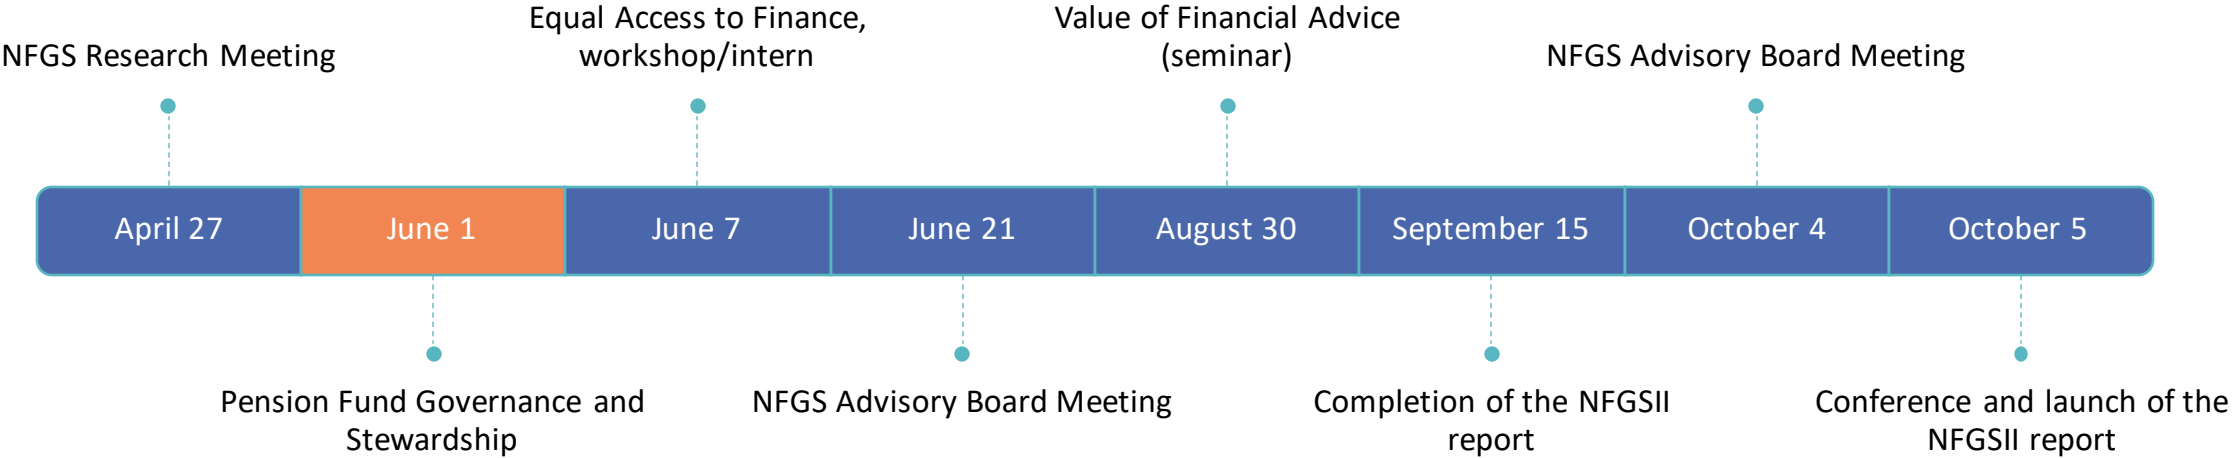 Equal Access to Finance,
workshop/intern
Value of Financial Advice
(seminar)
NFGS Research Meeting
NFGS Advisory Board Meeting
April 27
June 1
June 7
June 21
August 30
September 15
October 4
October 5
Pension Fund Governance and
Stewardship
NFGS Advisory Board Meeting
Completion of the NFGSII
report
Conference and launch of the
NFGSII report